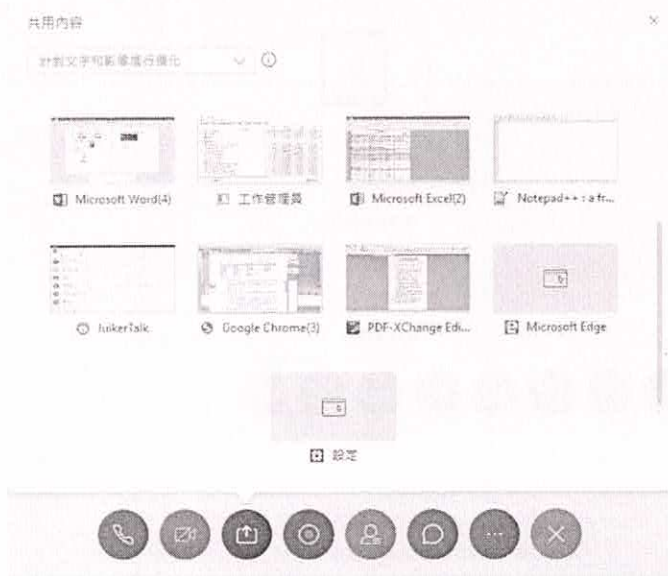 共用內容
針對文字和影像進行優化
Microsoft Word(4)
工作管理員
Microsoft Excel(2)
Notepad++ : a fr...
JuikerTalk
Google Chrome(3)
PDF-XChange Edi...
Microsoft Edge
設定